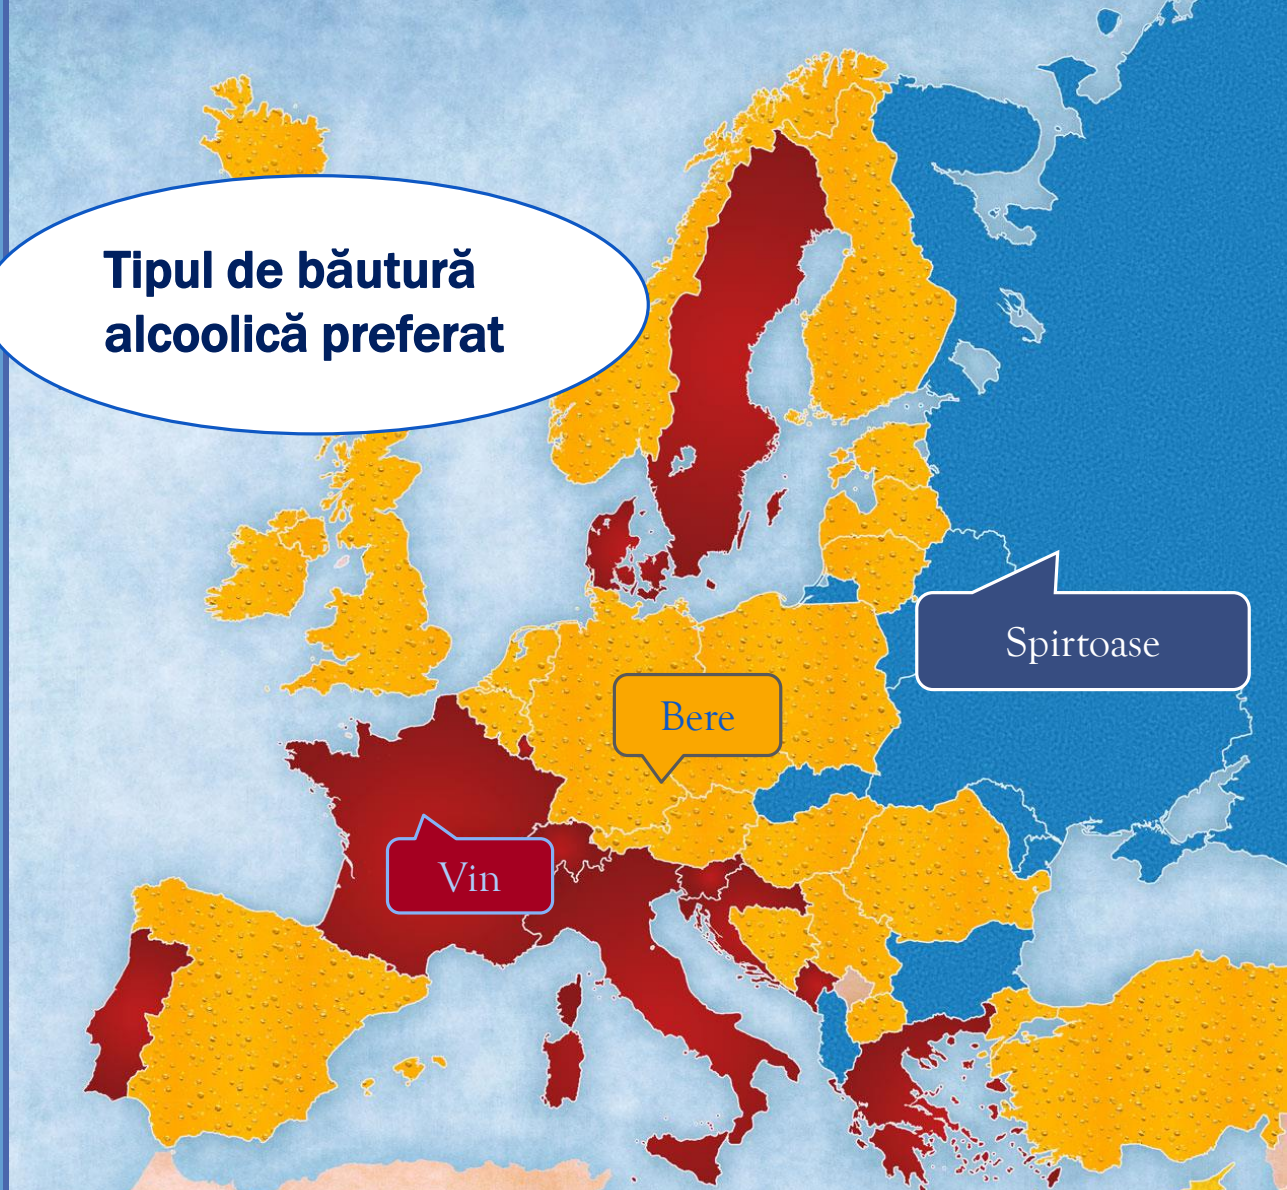 Tipul de băutură
alcoolică preferat
Spirtoase
Bere
Vin